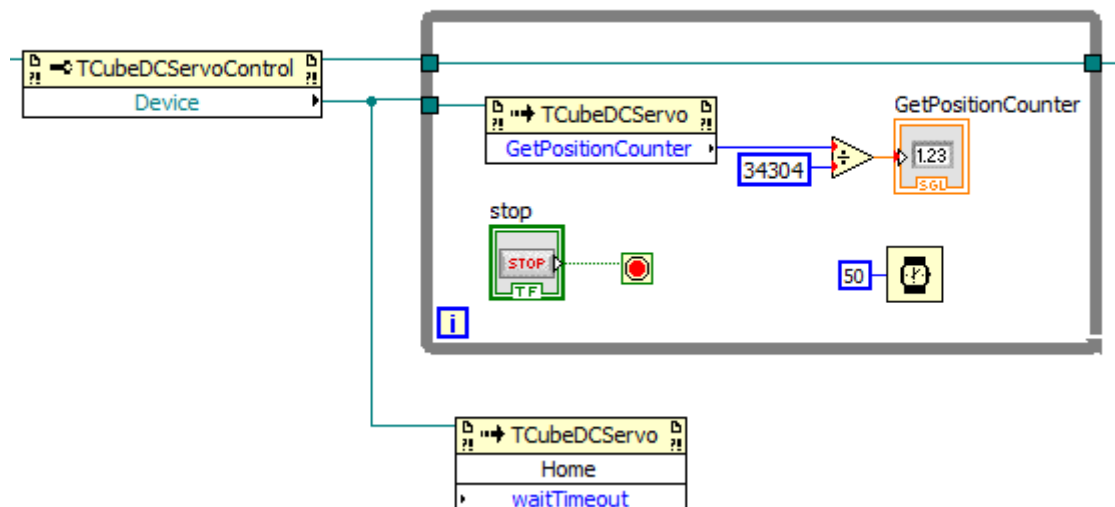 TCubeDCServoControl
Device
TCubeDCServo
GetPositionCounter
34304
÷
GetPositionCounter
1.23
SGL
stop
STOP
TF
50
i
TCubeDCServo
Home
waitTimeout